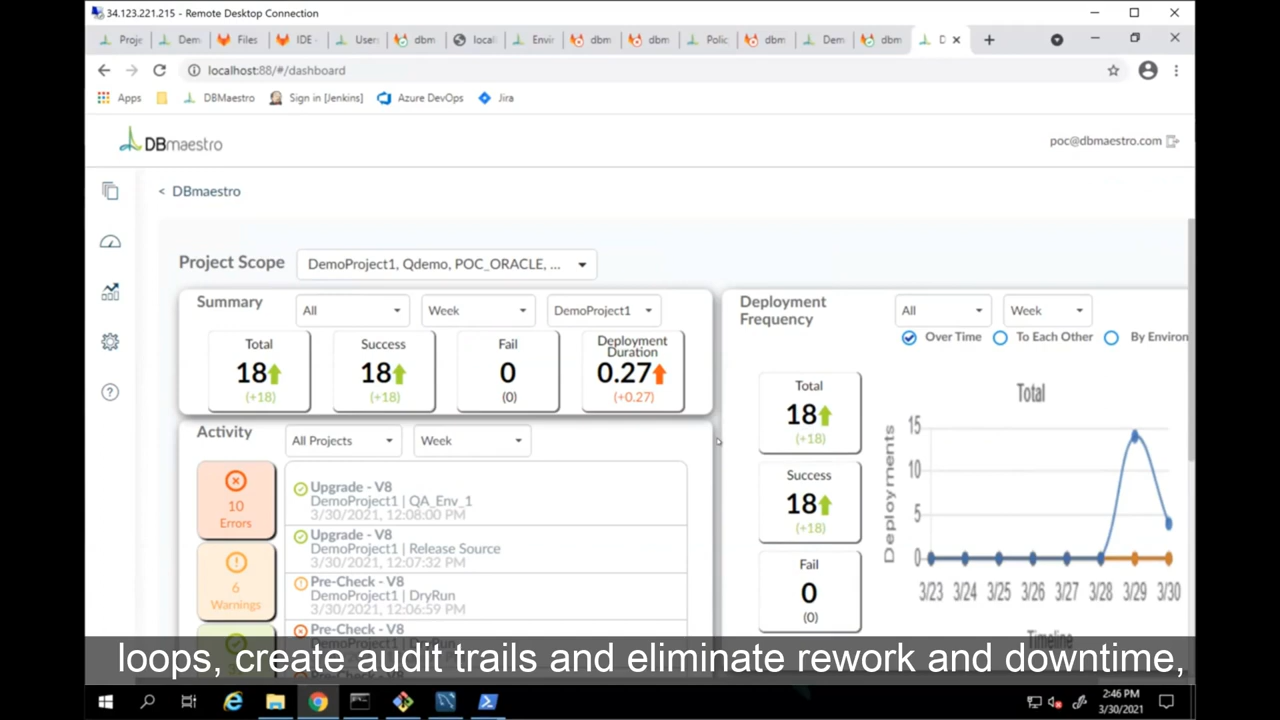 34.123.221.215 - Remote Desktop Connection
Proje
Dem
Files
IDE
User
dbm
local
Envir
dbm
dbm
Polic
dbm
Dem
dbm
D
localhost:88/#/dashboard
Apps
DBMaestro
Sign in [Jenkins]
Azure DevOps
Jira
DBmaestro
poc@dbmaestro.com
< DBmaestro
Project Scope
DemoProject1, Qdemo, POC_ORACLE, ...
Summary
All
Week
DemoProject1
Total
18
(+18)
Success
18
(+18)
Fail
0
(0)
Deployment
Duration
0.27
(+0.27)
Activity
All Projects
Week
10
Errors
6
Warnings
Upgrade - V8
DemoProject1 | QA_Env_1
3/30/2021, 12:08:00 PM
Upgrade - V8
DemoProject1 | Release Source
3/30/2021, 12:07:32 PM
Pre-Check - V8
DemoProject1 | DryRun
3/30/2021, 12:06:59 PM
Pre-Check - V8
DemoProject1 | DryRun
Deployment
Frequency
All
Week
Over Time
To Each Other
By Environ
Total
18
(+18)
Success
18
(+18)
Fail
0
(0)
Total
Deployments
15
10
5
0
3/23 3/24 3/25 3/26 3/27 3/28 3/29 3/30
Timeline
loops, create audit trails and eliminate rework and downtime,
2:46 PM
3/30/2021